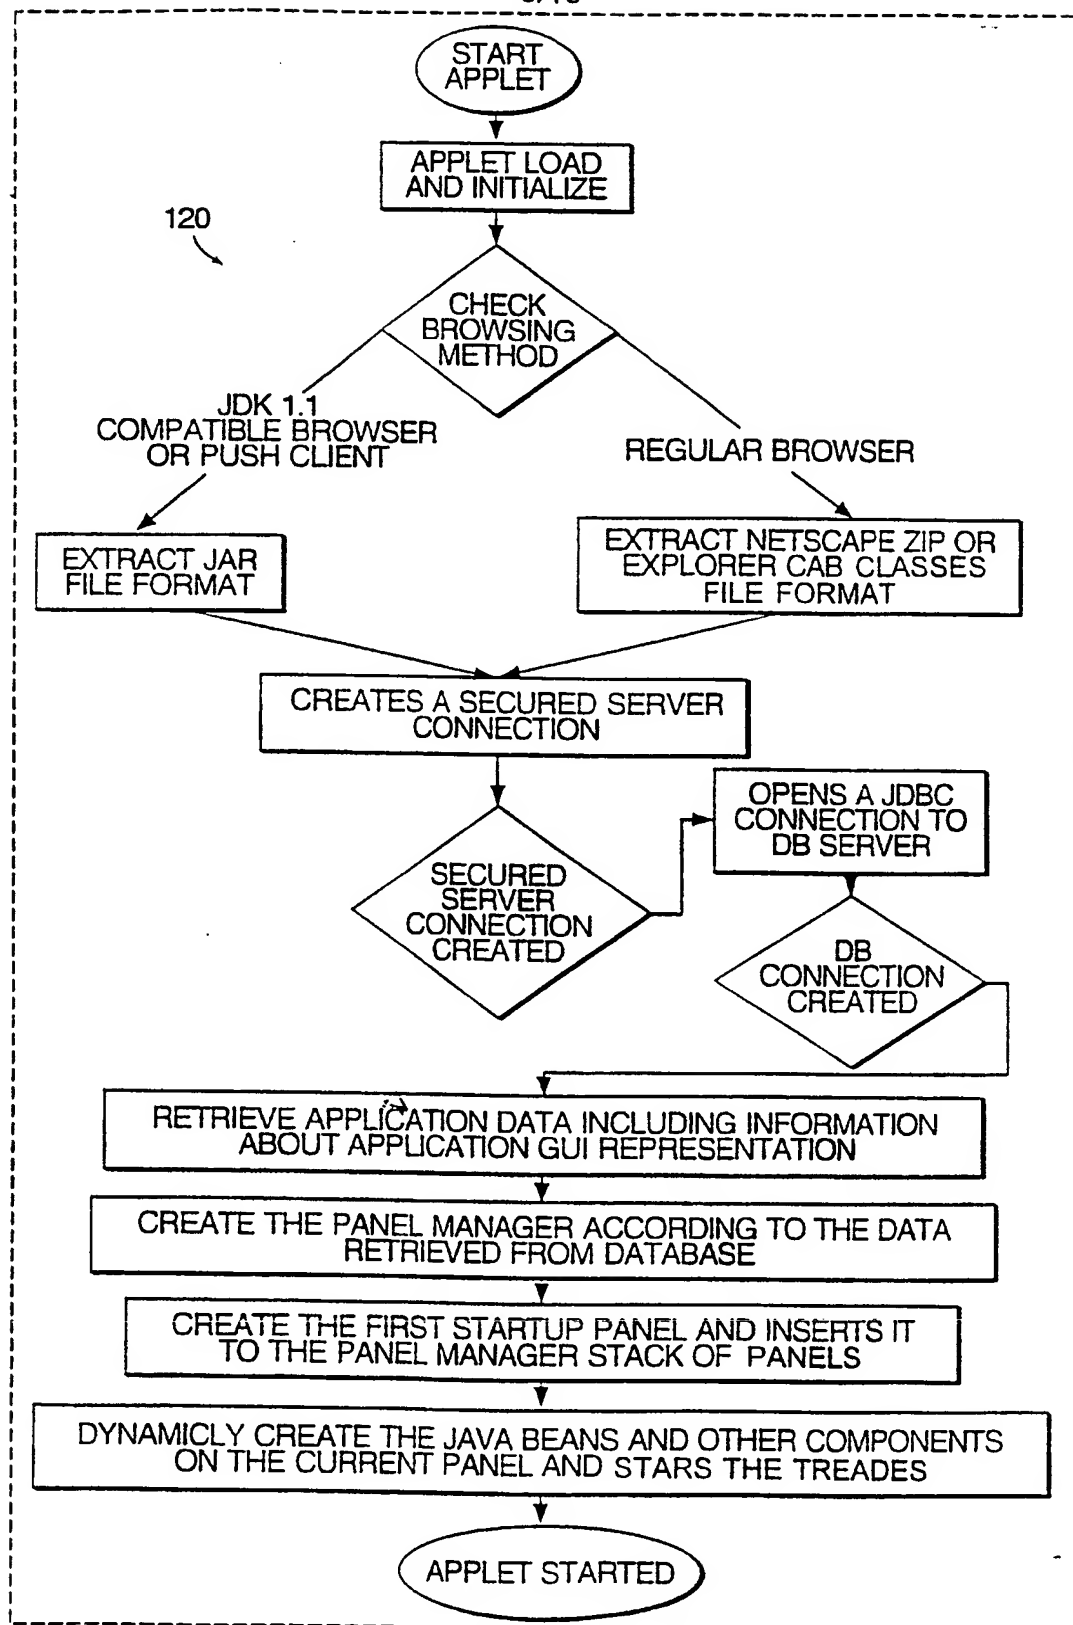 START
APPLET
APPLET LOAD
AND INITIALIZE
120
CHECK
BROWSING
METHOD
JDK 1.1
COMPATIBLE BROWSER
OR PUSH CLIENT
REGULAR BROWSER
EXTRACT JAR
FILE FORMAT
EXTRACT NETSCAPE ZIP OR
EXPLORER CAB CLASSES
FILE FORMAT
CREATES A SECURED SERVER
CONNECTION
OPENS A JDBC
CONNECTION TO
DB SERVER
SECURED
SERVER
CONNECTION
CREATED
DB
CONNECTION
CREATED
RETRIEVE APPLICATION DATA INCLUDING INFORMATION
ABOUT APPLICATION GUI REPRESENTATION
CREATE THE PANEL MANAGER ACCORDING TO THE DATA
RETRIEVED FROM DATABASE
CREATE THE FIRST STARTUP PANEL AND INSERTS IT
TO THE PANEL MANAGER STACK OF PANELS
DYNAMICLY CREATE THE JAVA BEANS AND OTHER COMPONENTS
ON THE CURRENT PANEL AND STARS THE TREADES
APPLET STARTED